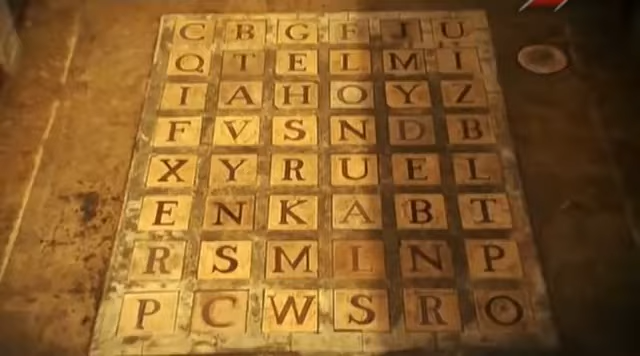 C B G F J U
Q T E L M I
I A H O Y Z
F V S N D B
X Y R U E L
E N K A B T
R S M L N P
P C W S R O